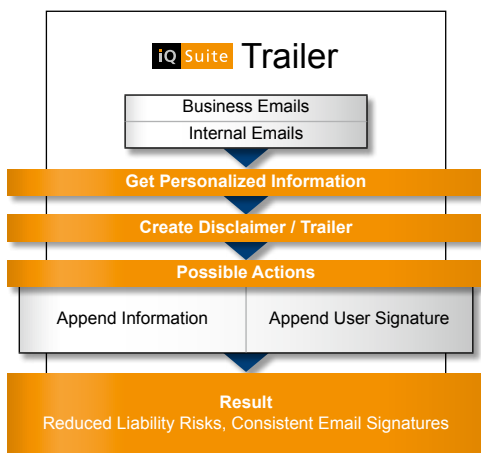 iQ Suite Trailer
Business Emails
Internal Emails
Get Personalized Information
Create Disclaimer / Trailer
Possible Actions
Append Information
Append User Signature
Result
Reduced Liability Risks, Consistent Email Signatures